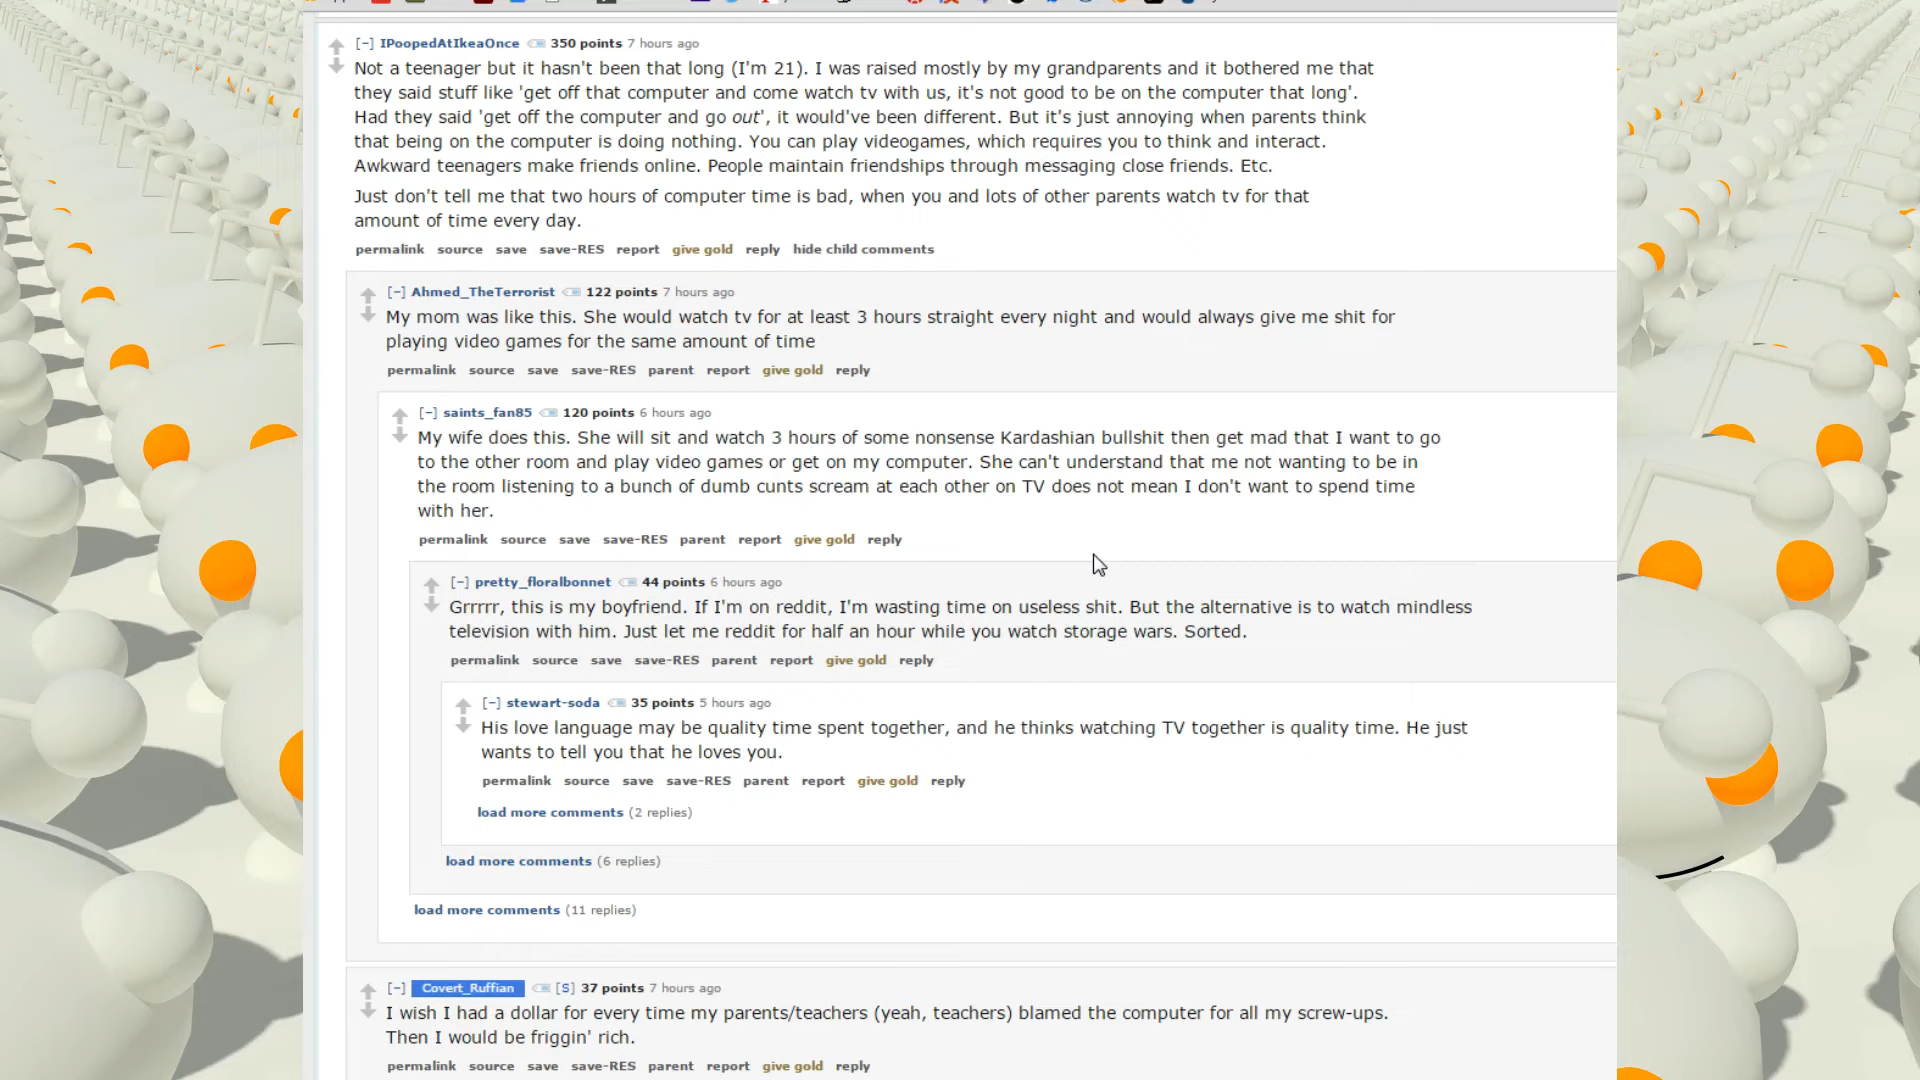 [-] IPoopedAtIkeaOnce 350 points 7 hours ago
Not a teenager but it hasn't been that long (I'm 21). I was raised mostly by my grandparents and it bothered me that
they said stuff like 'get off that computer and come watch tv with us, it's not good to be on the computer that long'.
Had they said 'get off the computer and go out', it would've been different. But it's just annoying when parents think
that being on the computer is doing nothing. You can play videogames, which requires you to think and interact.
Awkward teenagers make friends online. People maintain friendships through messaging close friends. Etc.
Just don't tell me that two hours of computer time is bad, when you and lots of other parents watch tv for that
amount of time every day.
permalink source save save-RES report give gold reply hide child comments
[-] Ahmed_TheTerrorist 122 points 7 hours ago
My mom was like this. She would watch tv for at least 3 hours straight every night and would always give me shit for
playing video games for the same amount of time
permalink source save save-RES parent report give gold reply
[-] saints_fan85 120 points 6 hours ago
My wife does this. She will sit and watch 3 hours of some nonsense Kardashian bullshit then get mad that I want to go
to the other room and play video games or get on my computer. She can't understand that me not wanting to be in
the room listening to a bunch of dumb cunts scream at each other on TV does not mean I don't want to spend time
with her.
permalink source save save-RES parent report give gold reply
[-] pretty_floralbonnet 44 points 6 hours ago
Grrrrr, this is my boyfriend. If I'm on reddit, I'm wasting time on useless shit. But the alternative is to watch mindless
television with him. Just let me reddit for half an hour while you watch storage wars. Sorted.
permalink source save save-RES parent report give gold reply
[-] stewart-soda 35 points 5 hours ago
His love language may be quality time spent together, and he thinks watching TV together is quality time. He just
wants to tell you that he loves you.
permalink source save save-RES parent report give gold reply
load more comments (2 replies)
load more comments (6 replies)
load more comments (11 replies)
[-] Covert_Ruffian [S] 37 points 7 hours ago
I wish I had a dollar for every time my parents/teachers (yeah, teachers) blamed the computer for all my screw-ups.
Then I would be friggin' rich.
permalink source save save-RES parent report give gold reply